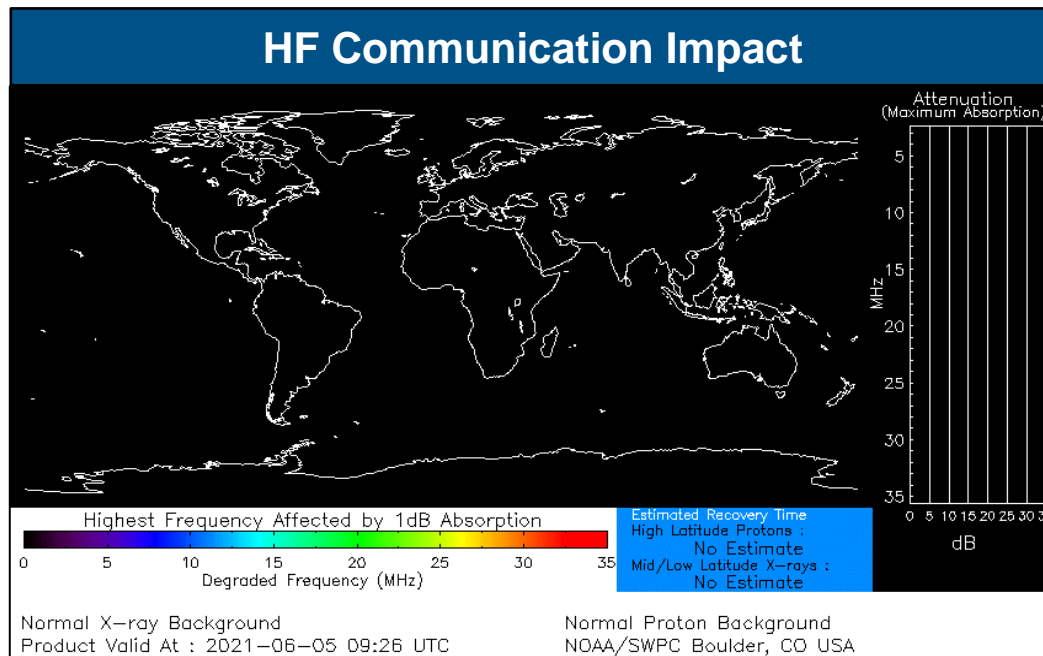 HF Communication Impact
Attenuation
(Maximum Absorption)
5
10
15
20
25
30
35
MHz
0 5 10 15 20 25 30 3
dB
Highest Frequency Affected by 1dB Absorption
0 5 10 15 20 25 30 35
Degraded Frequency (MHz)
Estimated Recovery Time
High Latitude Protons :
No Estimate
Mid/Low Latitude X-rays :
No Estimate
Normal X-ray Background
Product Valid At : 2021-06-05 09:26 UTC
Normal Proton Background
NOAA/SWPC Boulder, CO USA